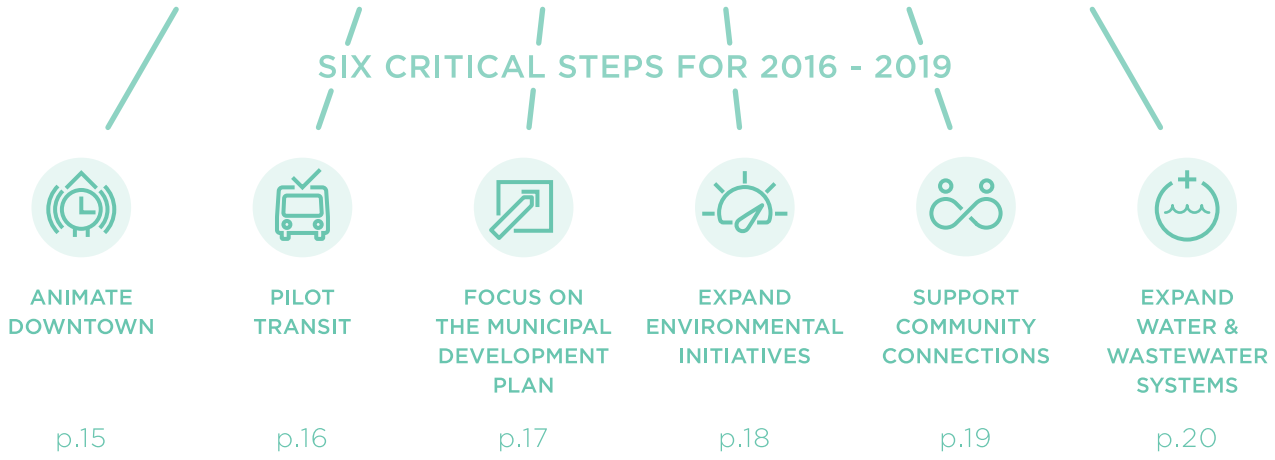 SIX CRITICAL STEPS FOR 2016 - 2019
ANIMATE
DOWNTOWN
p.15
PILOT
TRANSIT
p.16
FOCUS ON
THE MUNICIPAL
DEVELOPMENT
PLAN
p.17
EXPAND
ENVIRONMENTAL
INITIATIVES
p.18
SUPPORT
COMMUNITY
CONNECTIONS
p.19
EXPAND
WATER &
WASTEWATER
SYSTEMS
p.20